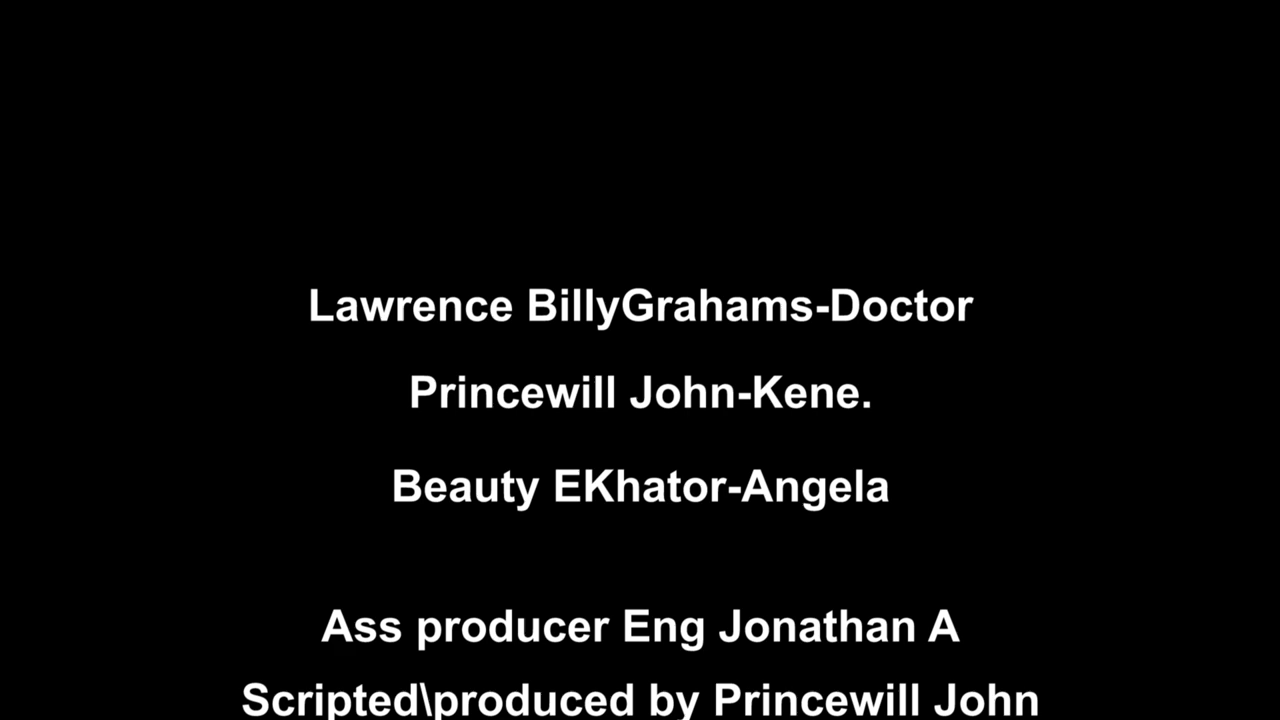 Lawrence BillyGrahams-Doctor
Princewill John-Kene.
Beauty EKhator-Angela
Ass producer Eng Jonathan A
Scripted\produced by Princewill John